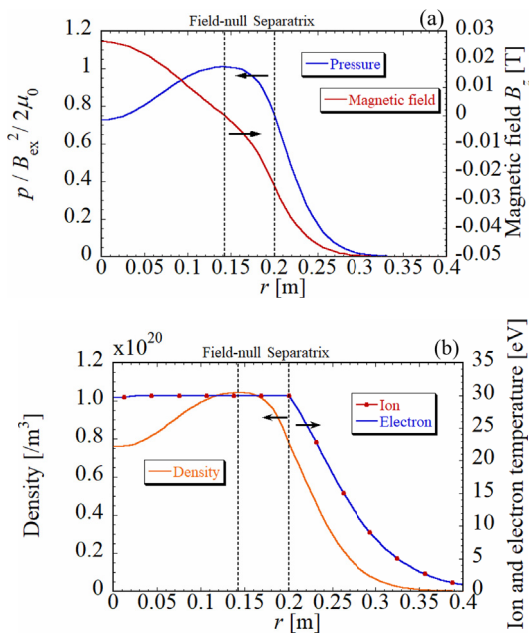 Field-null Separatrix
(a)
1.2
1
0.8
0.6
0.4
0.2
0
p / B_ex^2 / 2μ_0
Pressure
Magnetic field
0.03
0.02
0.01
0
-0.01
-0.02
-0.03
-0.04
-0.05
Magnetic field B_z [T]
0 0.05 0.1 0.15 0.2 0.25 0.3 0.35 0.4
r [m]
x10^20
Field-null Separatrix
(b)
1.2
1.0
0.8
0.6
0.4
0.2
0
Density [/m^3]
Ion
Electron
Density
35
30
25
20
15
10
5
0
Ion and electron temperature [eV]
0 0.05 0.1 0.15 0.2 0.25 0.3 0.35 0.4
r [m]